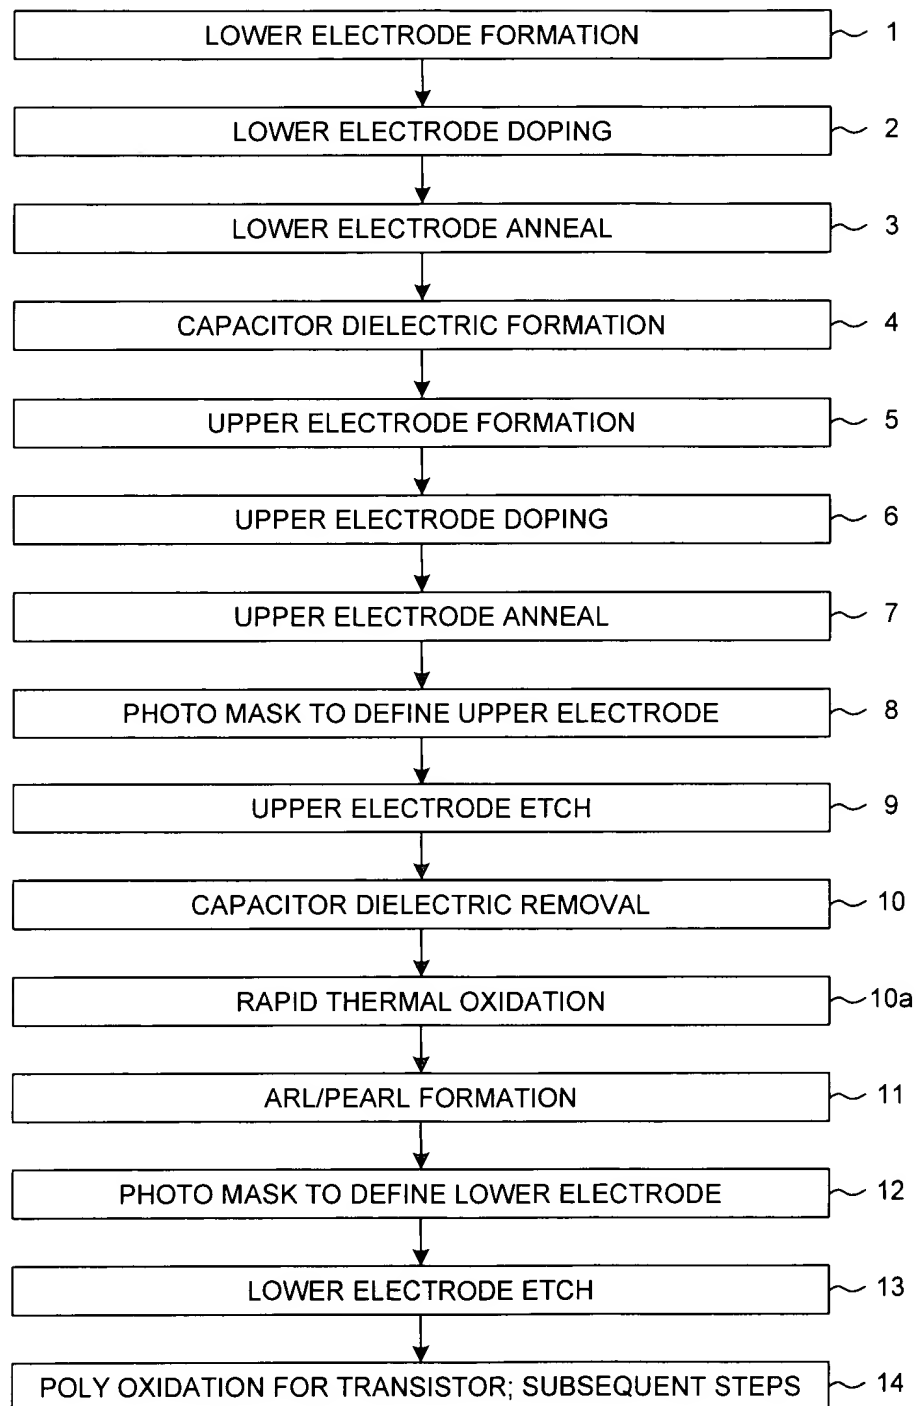 LOWER ELECTRODE FORMATION 1
LOWER ELECTRODE DOPING 2
LOWER ELECTRODE ANNEAL 3
CAPACITOR DIELECTRIC FORMATION 4
UPPER ELECTRODE FORMATION 5
UPPER ELECTRODE DOPING 6
UPPER ELECTRODE ANNEAL 7
PHOTO MASK TO DEFINE UPPER ELECTRODE 8
UPPER ELECTRODE ETCH 9
CAPACITOR DIELECTRIC REMOVAL 10
RAPID THERMAL OXIDATION 10a
ARL/PEARL FORMATION 11
PHOTO MASK TO DEFINE LOWER ELECTRODE 12
LOWER ELECTRODE ETCH 13
POLY OXIDATION FOR TRANSISTOR; SUBSEQUENT STEPS 14